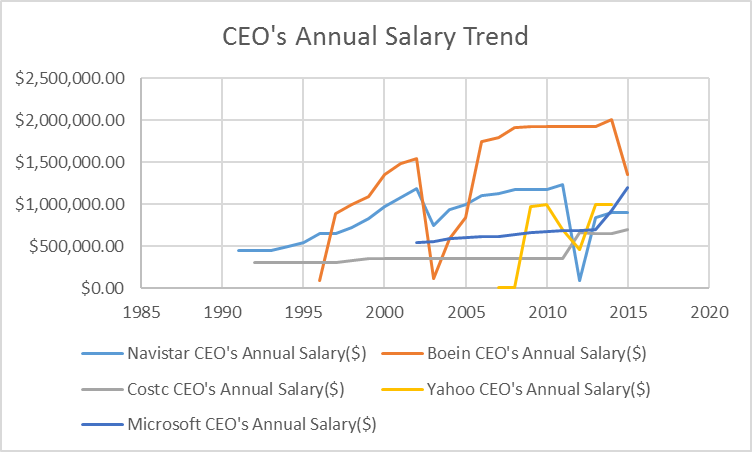 CEO's Annual Salary Trend
$2,500,000.00
$2,000,000.00
$1,500,000.00
$1,000,000.00
$500,000.00
$0.00
1985 1990 1995 2000 2005 2010 2015 2020
Navistar CEO's Annual Salary($) Boein CEO's Annual Salary($)
Costc CEO's Annual Salary($) Yahoo CEO's Annual Salary($)
Microsoft CEO's Annual Salary($)